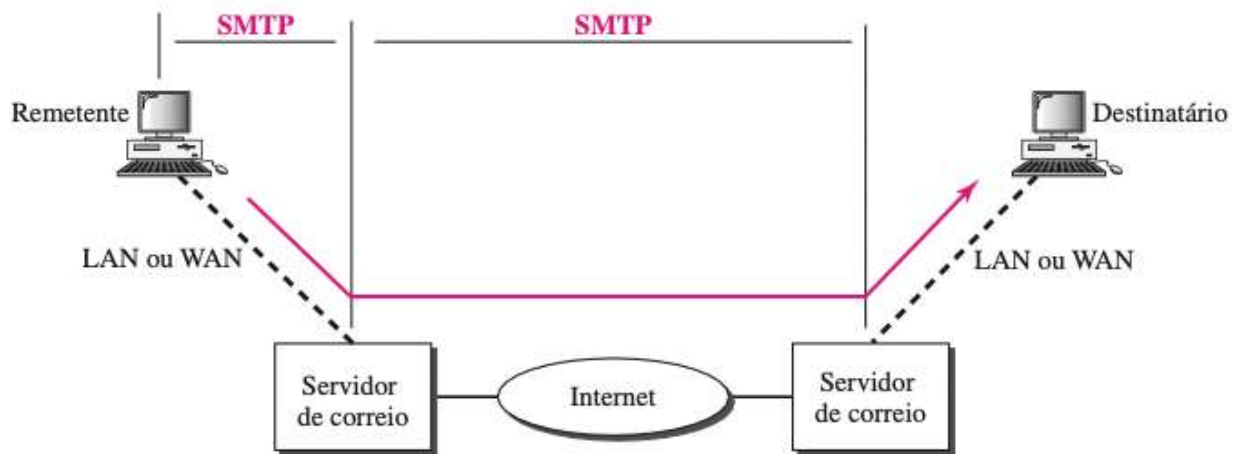 SMTP
SMTP
Remetente
Destinatário
LAN ou WAN
LAN ou WAN
Servidor
de correio
Internet
Servidor
de correio